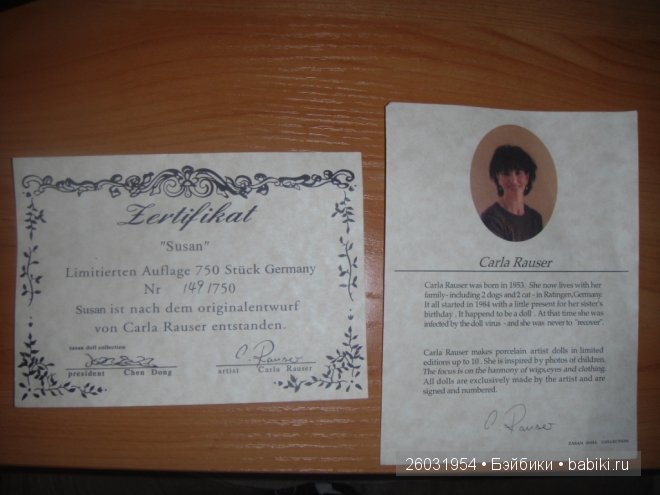 Zertifikat
"Susan"
Limitierten Auflage 750 Stück Germany
Nr 149/750
Susan ist nach dem originalentwurf
von Carla Rauser entstanden.
zasan doll collection
president Chen Dong
C. Rauser
artist Carla Rauser
Carla Rauser
Carla Rauser was born in 1953. She now lives with her
family - including 2 dogs and 2 cat - in Ratingen,Germany.
It all started in 1984 with a little present for her sister's
birthday . It happend to be a doll . At that time she was
infected by the doll virus - and she was never to "recover".
Carla Rauser makes porcelain artist dolls in limited
editions up to 10 . She is inspired by photos of children.
The focus is on the harmony of wigs,eyes and clothing.
All dolls are exclusively made by the artist and are
signed and numbered.
C. Rauser
ZASAN DOLL COLLECTION
26031954 • Бэйбики • babiki.ru